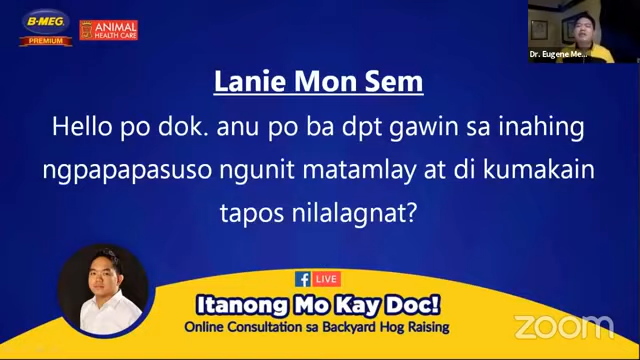 B-MEG.
PREMIUM
ANIMAL
HEALTH CARE
Dr. Eugene Me...
Lanie Mon Sem
Hello po dok. anu po ba dpt gawin sa inahing
ngpapapasuso ngunit matamlay at di kumakain
tapos nilalagnat?
f LIVE
Itanong Mo Kay Doc!
Online Consultation sa Backyard Hog Raising
zoom